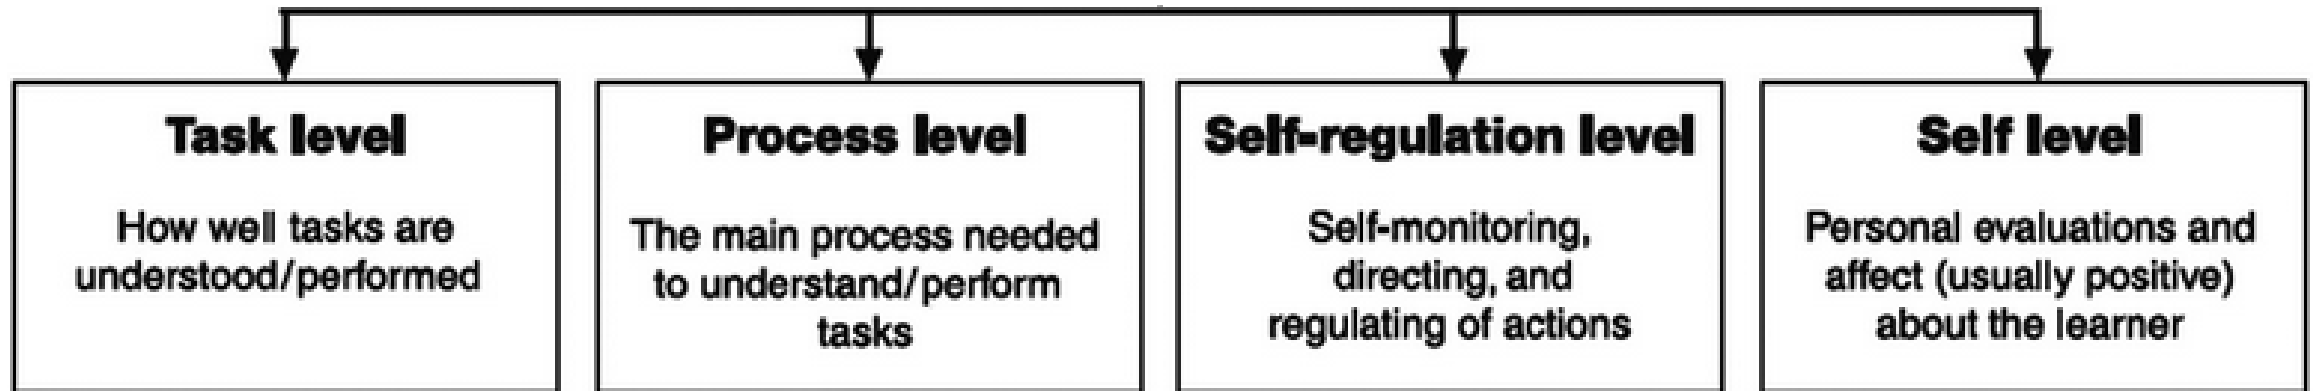 Task level
How well tasks are
understood/performed
Process level
The main process needed
to understand/perform
tasks
Self-regulation level
Self-monitoring,
directing, and
regulating of actions
Self level
Personal evaluations and
affect (usually positive)
about the learner